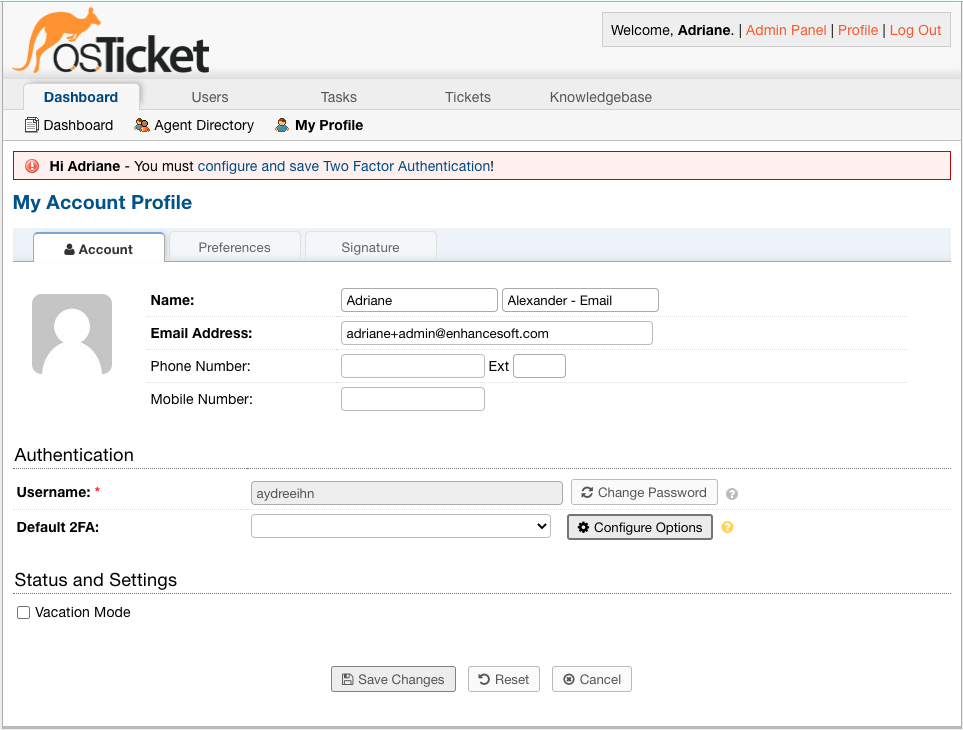 osTicket
Welcome, Adriane. | Admin Panel | Profile | Log Out
Dashboard Users Tasks Tickets Knowledgebase
Dashboard Agent Directory My Profile
Hi Adriane - You must configure and save Two Factor Authentication!
My Account Profile
Account Preferences Signature
Name: Adriane Alexander - Email
Email Address: adriane+admin@enhancesoft.com
Phone Number: Ext
Mobile Number:
Authentication
Username: * aydreeihn Change Password ?
Default 2FA: Configure Options ?
Status and Settings
Vacation Mode
Save Changes Reset Cancel